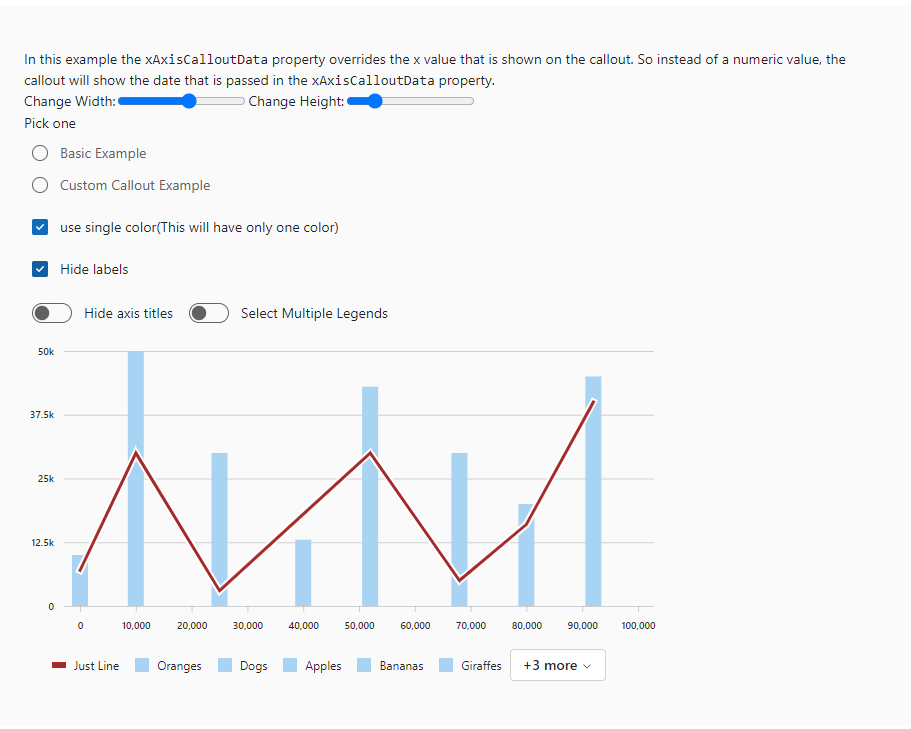 In this example the xAxisCalloutData property overrides the x value that is shown on the callout. So instead of a numeric value, the
callout will show the date that is passed in the xAxisCalloutData property.
Change Width: Change Height:
Pick one
Basic Example
Custom Callout Example
use single color(This will have only one color)
Hide labels
Hide axis titles Select Multiple Legends
50k
37.5k
25k
12.5k
0
0 10,000 20,000 30,000 40,000 50,000 60,000 70,000 80,000 90,000 100,000
Just Line Oranges Dogs Apples Bananas Giraffes +3 more